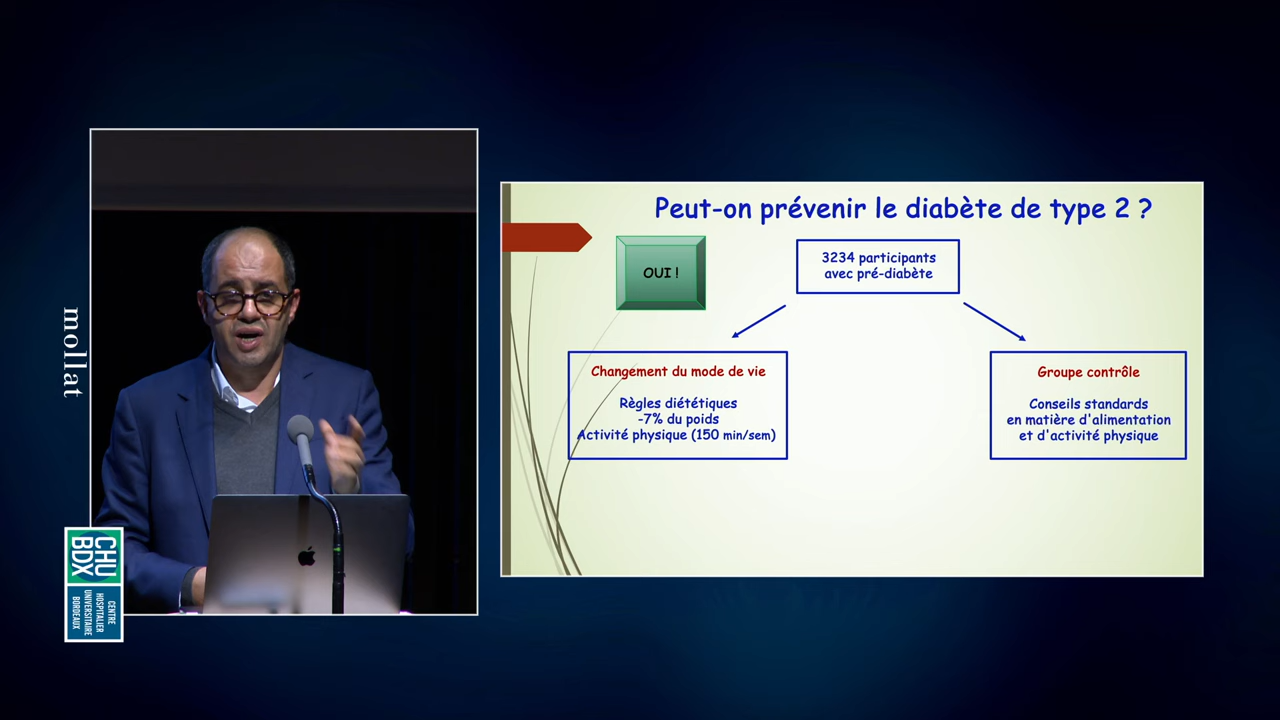 mollat
CHU
BDX
CENTRE
HOSPITALIER
UNIVERSITAIRE
BORDEAUX
Peut-on prévenir le diabète de type 2 ?
OUI !
3234 participants
avec pré-diabète
Changement du mode de vie
Règles diététiques
-7% du poids
Activité physique (150 min/sem)
Groupe contrôle
Conseils standards
en matière d'alimentation
et d'activité physique